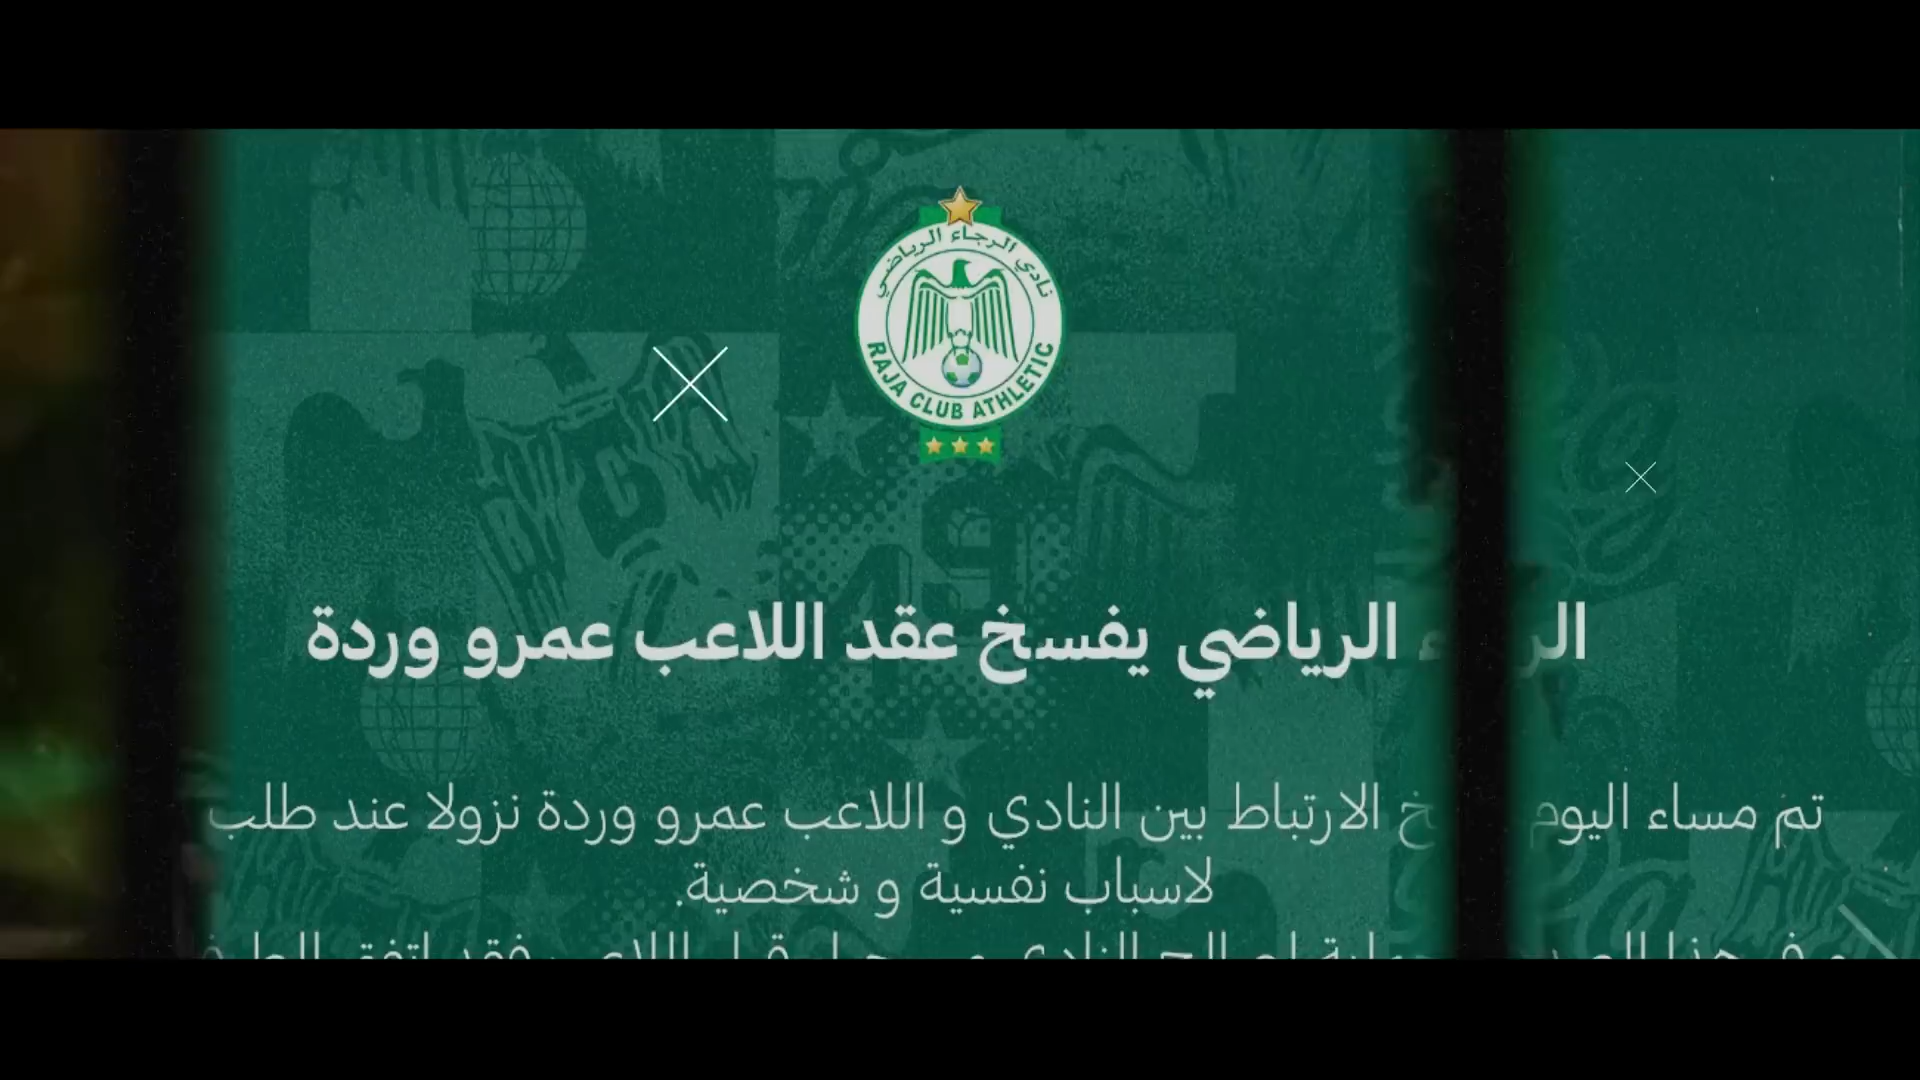 نادي الرجاء الرياضي
RAJA CLUB ATHLETIC
19
الرياضي يفسخ عقد اللاعب عمرو وردة
تم مساء اليوم الارتباط بين النادي و اللاعب عمرو وردة نزولا عند طلب
لاسباب نفسية و شخصية.